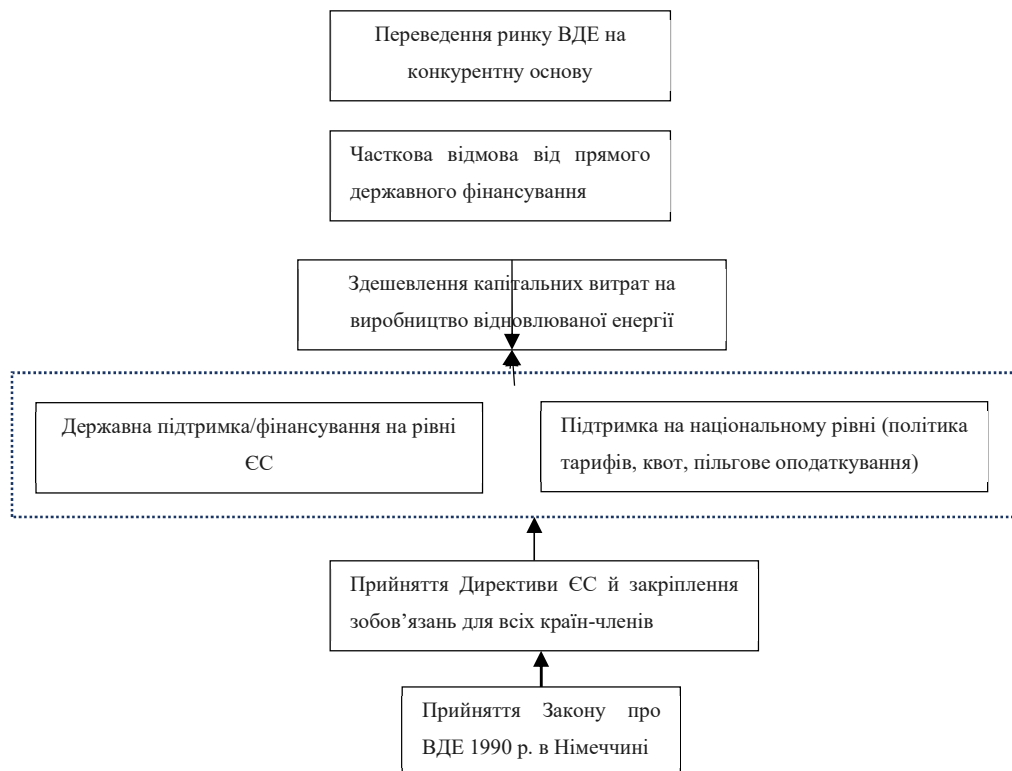 Переведення ринку ВДЕ на
конкурентну основу
Часткова відмова від прямого
державного фінансування
Здешевлення капітальних витрат на
виробництво відновлюваної енергії
Державна підтримка/фінансування на рівні
ЄС
Підтримка на національному рівні (політика
тарифів, квот, пільгове оподаткування)
Прийняття Директиви ЄС й закріплення
зобов’язань для всіх країн-членів
Прийняття Закону про
ВДЕ 1990 р. в Німеччині